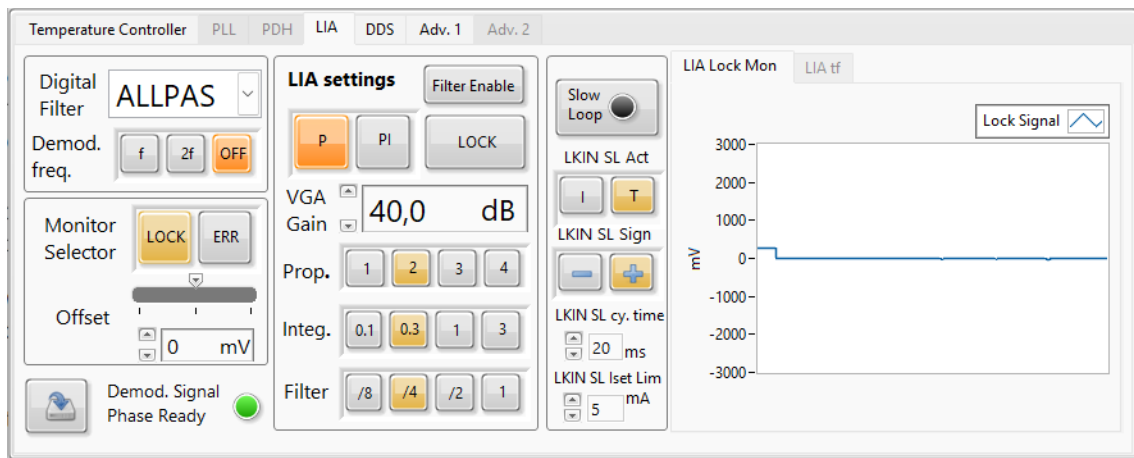 Temperature Controller PLL PDH LIA DDS Adv. 1 Adv. 2
Digital
Filter
ALLPAS
Demod.
freq.
f 2f OFF
Monitor
Selector
LOCK ERR
Offset
0 mV
Demod. Signal
Phase Ready
LIA settings
Filter Enable
P PI LOCK
VGA
Gain
40,0 dB
Prop. 1 2 3 4
Integ. 0.1 0.3 1 3
Filter /8 /4 /2 1
Slow
Loop
LKIN SL Act
I T
LKIN SL Sign
LKIN SL cy. time
20 ms
LKIN SL Iset Lim
5 mA
LIA Lock Mon LIA tf
Lock Signal
mV
3000
2000
1000
0
-1000
-2000
-3000